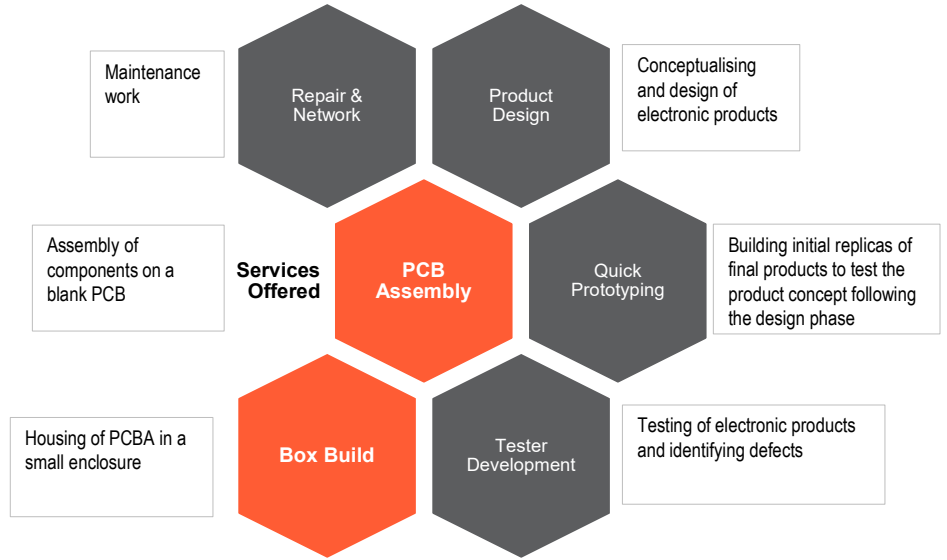 Maintenance
work
Repair &
Network
Product
Design
Conceptualising
and design of
electronic products
Assembly of
components on a
blank PCB
Services
Offered
PCB
Assembly
Quick
Prototyping
Building initial replicas of
final products to test the
product concept following
the design phase
Housing of PCBA in a
small enclosure
Box Build
Tester
Development
Testing of electronic products
and identifying defects